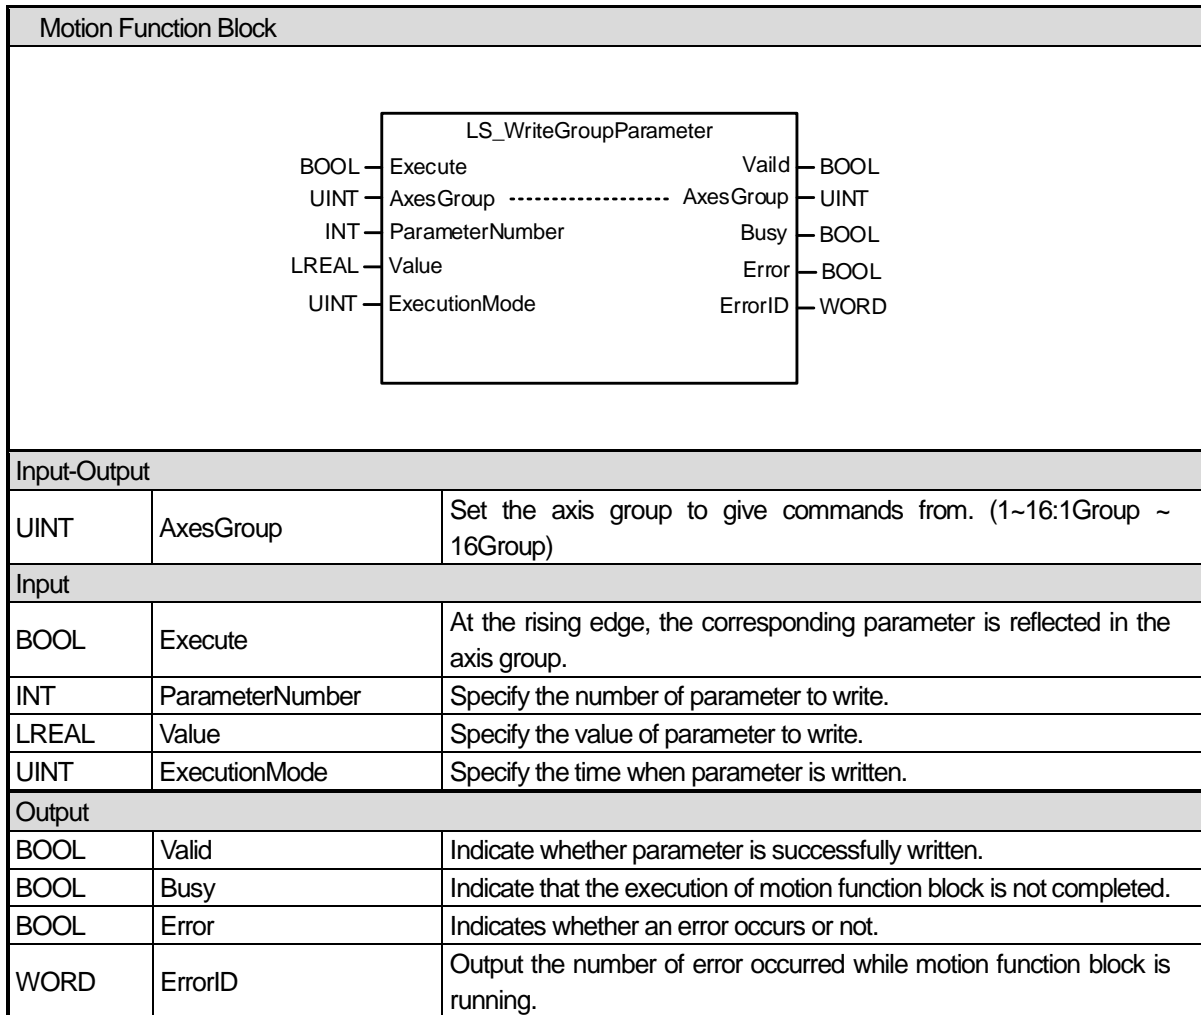 Motion Function Block
LS_WriteGroupParameter
BOOL Execute Vaild BOOL
UINT AxesGroup AxesGroup UINT
INT ParameterNumber Busy BOOL
LREAL Value Error BOOL
UINT ExecutionMode ErrorID WORD
Input-Output
UINT AxesGroup Set the axis group to give commands from. (1~16:1Group ~
16Group)
Input
BOOL Execute At the rising edge, the corresponding parameter is reflected in the
axis group.
INT ParameterNumber Specify the number of parameter to write.
LREAL Value Specify the value of parameter to write.
UINT ExecutionMode Specify the time when parameter is written.
Output
BOOL Valid Indicate whether parameter is successfully written.
BOOL Busy Indicate that the execution of motion function block is not completed.
BOOL Error Indicates whether an error occurs or not.
WORD ErrorID Output the number of error occurred while motion function block is
running.